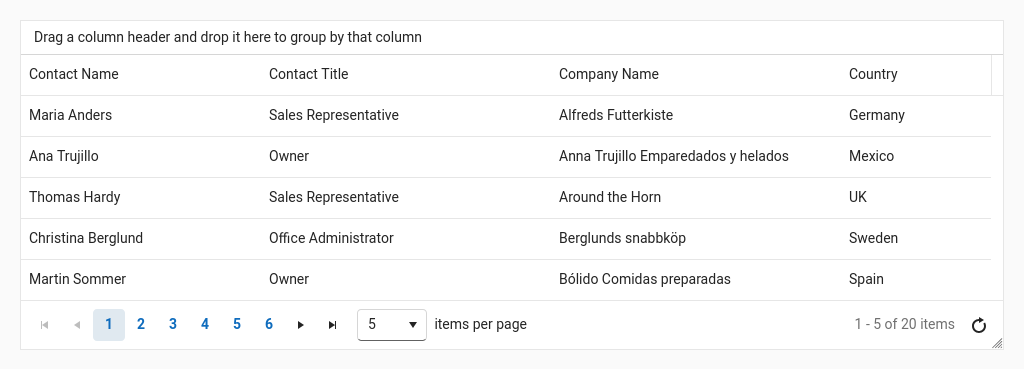 Drag a column header and drop it here to group by that column
Contact Name Contact Title Company Name Country
Maria Anders Sales Representative Alfreds Futterkiste Germany
Ana Trujillo Owner Anna Trujillo Emparedados y helados Mexico
Thomas Hardy Sales Representative Around the Horn UK
Christina Berglund Office Administrator Berglunds snabbköp Sweden
Martin Sommer Owner Bólido Comidas preparadas Spain
1 2 3 4 5 6 5 items per page 1 - 5 of 20 items